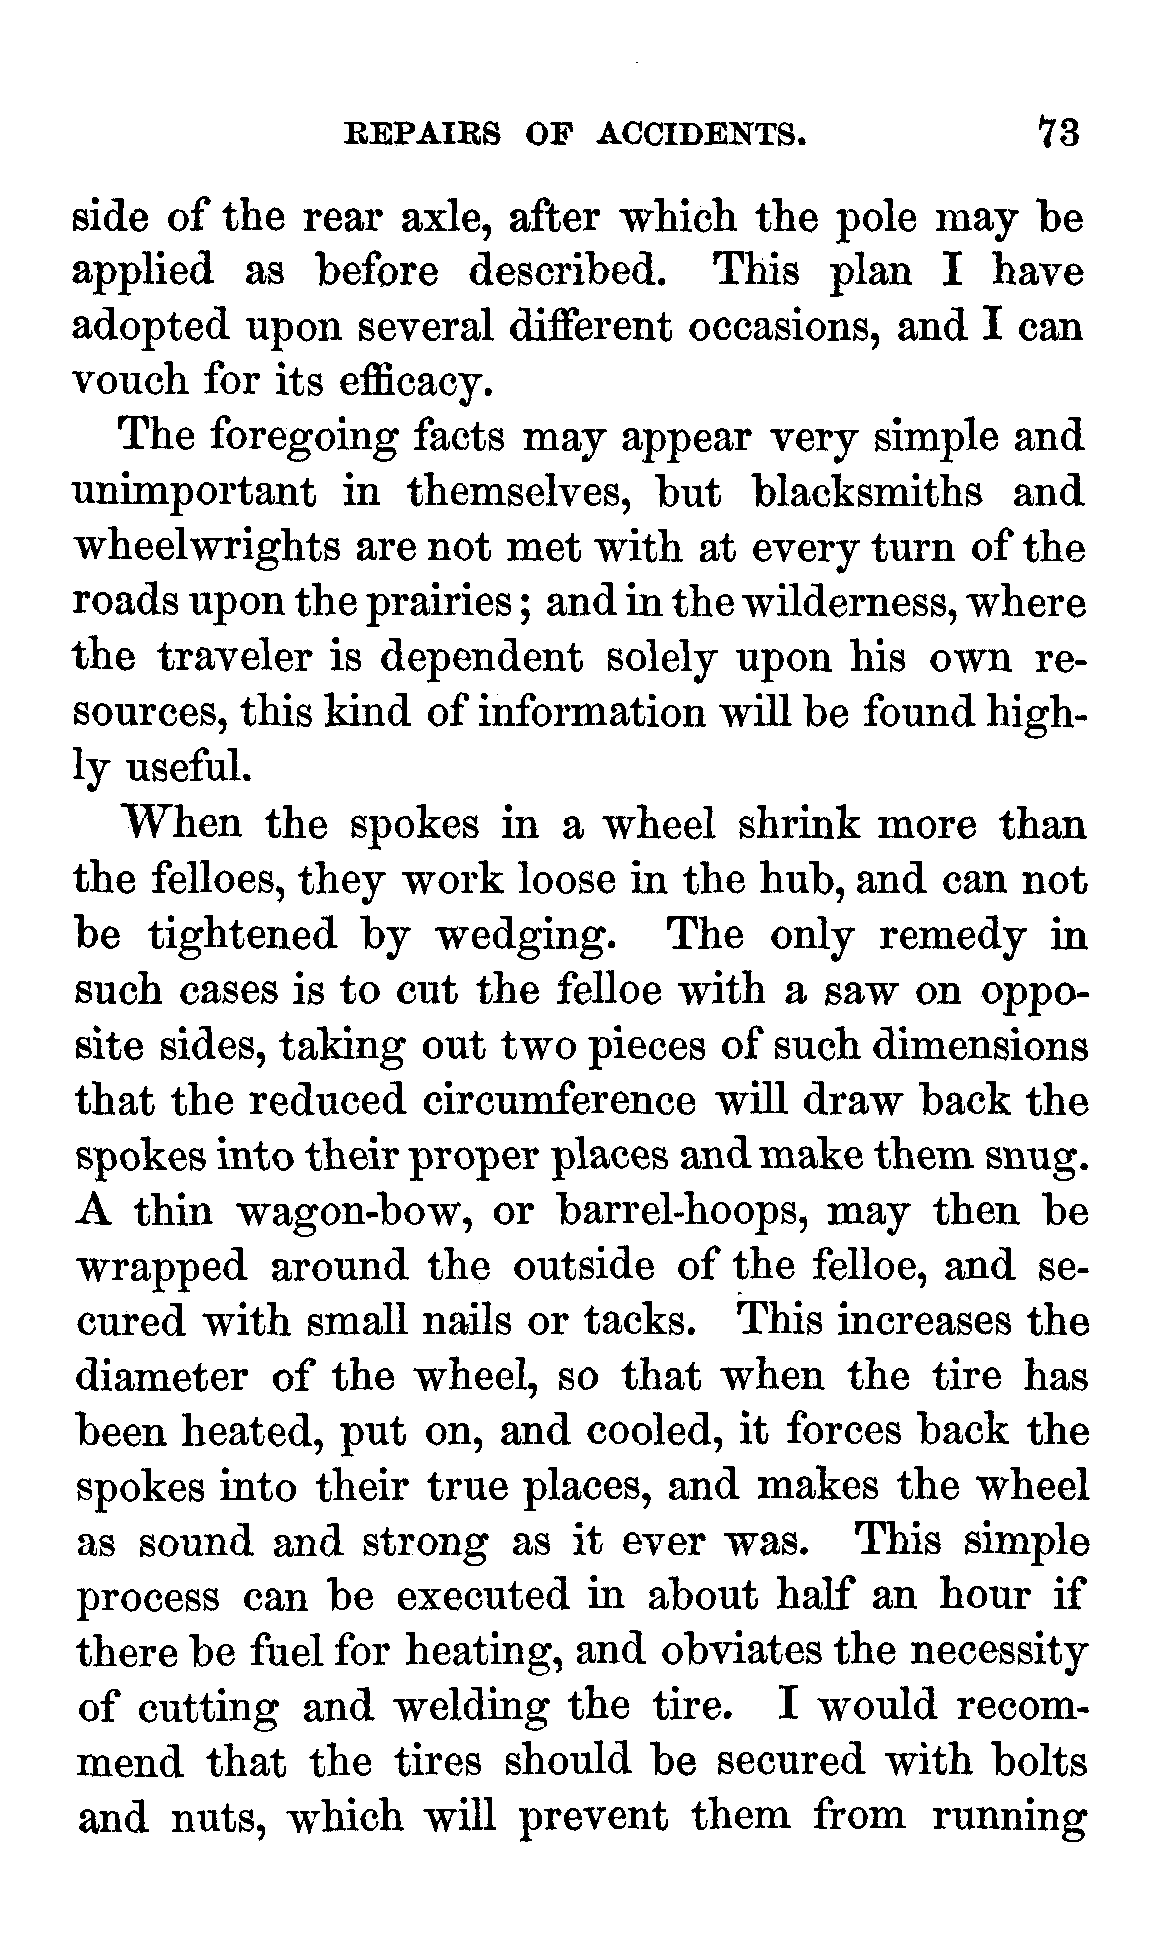 REPAIRS OF ACCIDENTS. 73
side of the rear axle, after which the pole may be
applied as before described. This plan I have
adopted upon several different occasions, and I can
vouch for its efficacy.
The foregoing facts may appear very simple and
unimportant in themselves, but blacksmiths and
wheelwrights are not met with at every turn of the
roads upon the prairies; and in the wilderness, where
the traveler is dependent solely upon his own re-
sources, this kind of information will be found high-
ly useful.
When the spokes in a wheel shrink more than
the felloes, they work loose in the hub, and can not
be tightened by wedging. The only remedy in
such cases is to cut the felloe with a saw on oppo-
site sides, taking out two pieces of such dimensions
that the reduced circumference will draw back the
spokes into their proper places and make them snug.
A thin wagon-bow, or barrel-hoops, may then be
wrapped around the outside of the felloe, and se-
cured with small nails or tacks. This increases the
diameter of the wheel, so that when the tire has
been heated, put on, and cooled, it forces back the
spokes into their true places, and makes the wheel
as sound and strong as it ever was. This simple
process can be executed in about half an hour if
there be fuel for heating, and obviates the necessity
of cutting and welding the tire. I would recom-
mend that the tires should be secured with bolts
and nuts, which will prevent them from running